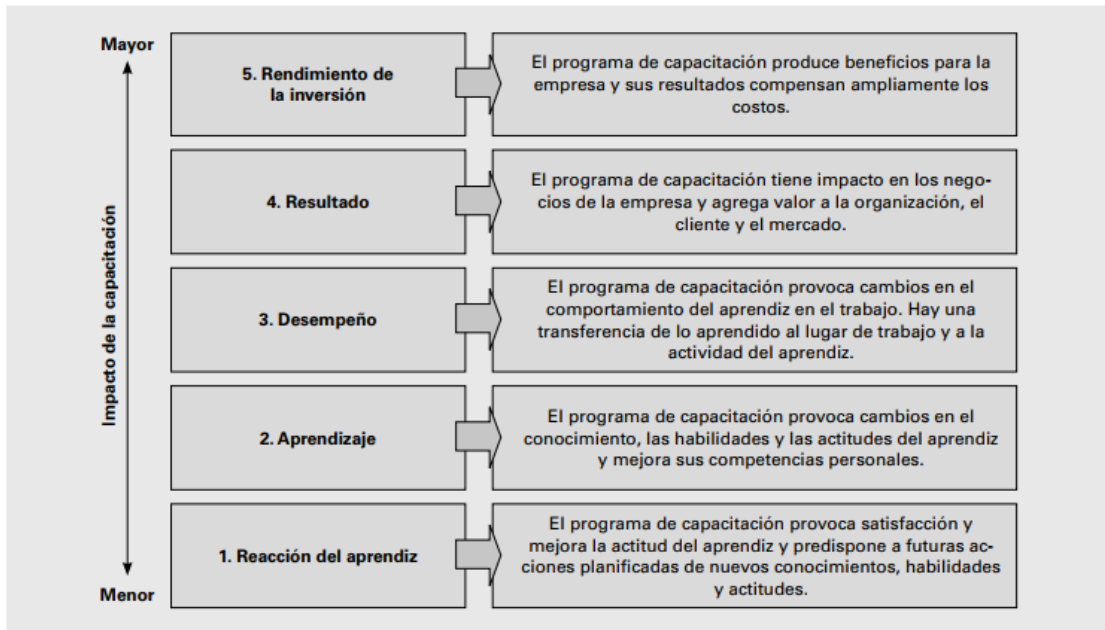 Mayor
5. Rendimiento de
la inversión
El programa de capacitación produce beneficios para la
empresa y sus resultados compensan ampliamente los
costos.
4. Resultado
El programa de capacitación tiene impacto en los nego-
cios de la empresa y agrega valor a la organización, el
cliente y el mercado.
Impacto de la capacitación
3. Desempeño
El programa de capacitación provoca cambios en el
comportamiento del aprendiz en el trabajo. Hay una
transferencia de lo aprendido al lugar de trabajo y a la
actividad del aprendiz.
2. Aprendizaje
El programa de capacitación provoca cambios en el
conocimiento, las habilidades y las actitudes del aprendiz
y mejora sus competencias personales.
1. Reacción del aprendiz
El programa de capacitación provoca satisfacción y
mejora la actitud del aprendiz y predispone a futuras ac-
ciones planificadas de nuevos conocimientos, habilidades
y actitudes.
Menor